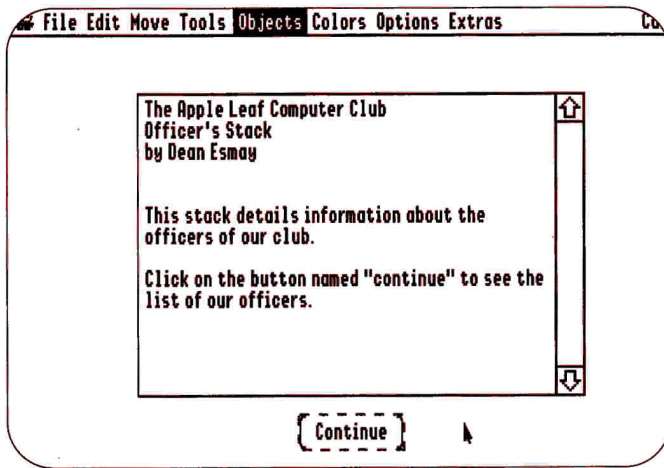 File Edit Move Tools Objects Colors Options Extras
The Apple Leaf Computer Club
Officer's Stack
by Dean Esmay
This stack details information about the
officers of our club.
Click on the button named "continue" to see the
list of our officers.
Continue